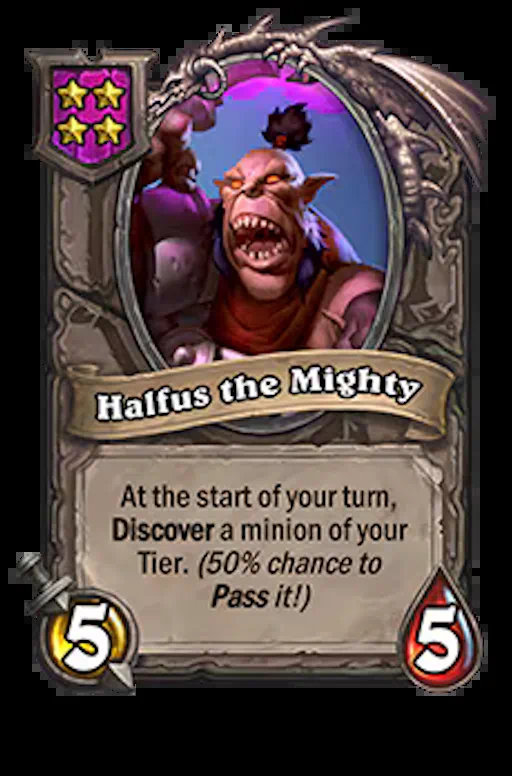 Halfus the Mighty
At the start of your turn,
Discover a minion of your
Tier. (50% chance to
Pass it!)
5
5